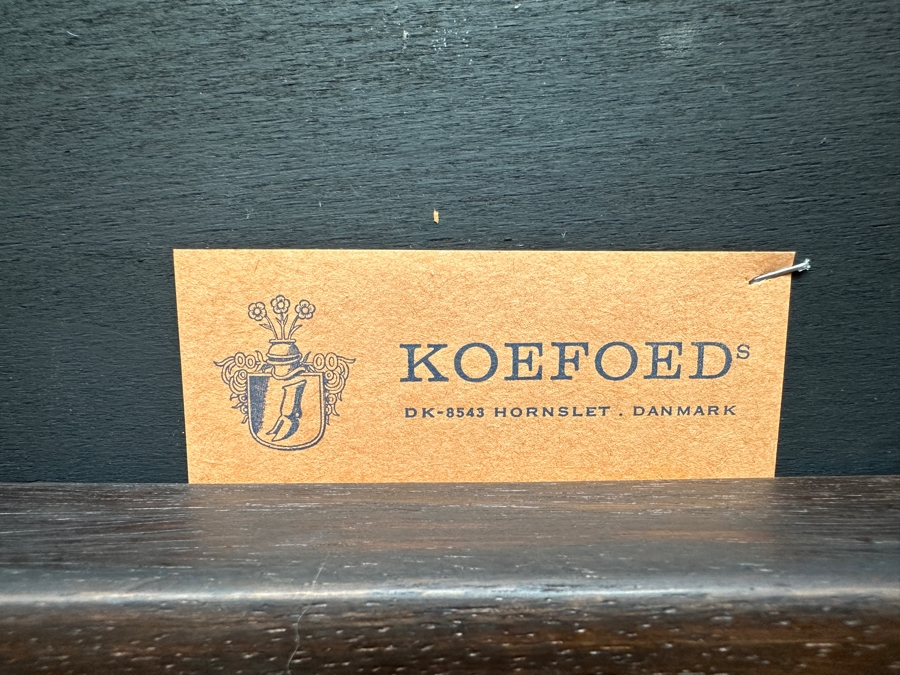 KOEFOEDs
DK-8543 HORNSLET . DANMARK